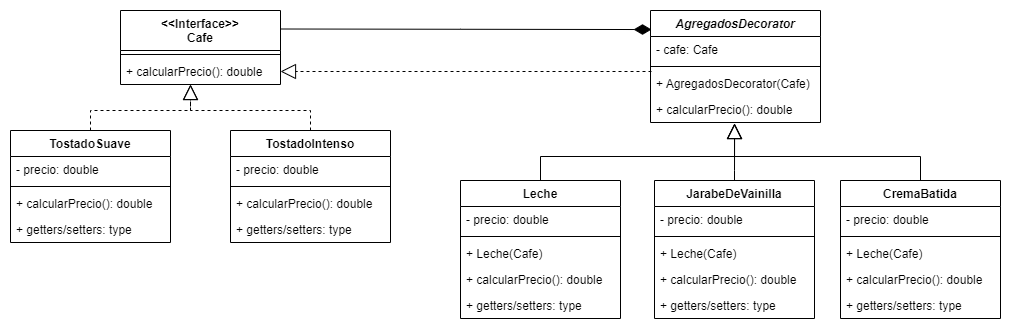 <<Interface>>
Cafe
+ calcularPrecio(): double
AgregadosDecorator
- cafe: Cafe
+ AgregadosDecorator(Cafe)
+ calcularPrecio(): double
TostadoSuave
- precio: double
+ calcularPrecio(): double
+ getters/setters: type
TostadoIntenso
- precio: double
+ calcularPrecio(): double
+ getters/setters: type
Leche
- precio: double
+ Leche(Cafe)
+ calcularPrecio(): double
+ getters/setters: type
JarabeDeVainilla
- precio: double
+ Leche(Cafe)
+ calcularPrecio(): double
+ getters/setters: type
CremaBatida
- precio: double
+ Leche(Cafe)
+ calcularPrecio(): double
+ getters/setters: type